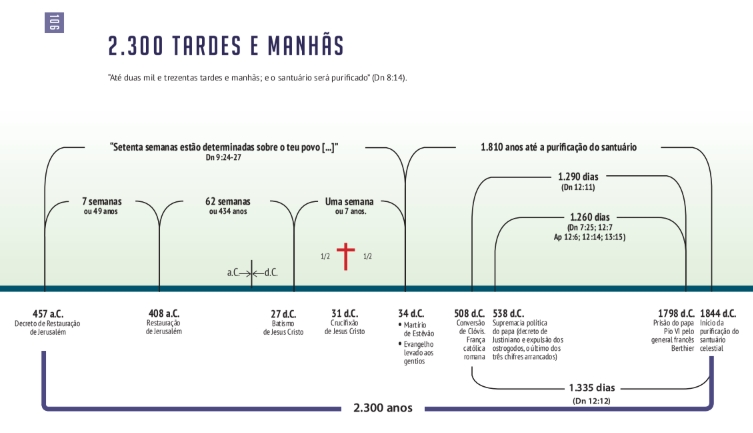 106
2.300 TARDES E MANHÃS
"Até duas mil e trezentas tardes e manhãs; e o santuário será purificado" (Dn 8:14).
"Setenta semanas estão determinadas sobre o teu povo [...]"
Dn 9:24-27
1.810 anos até a purificação do santuário
1.290 dias
(Dn 12:11)
7 semanas
ou 49 anos
62 semanas
ou 434 anos
Uma semana
ou 7 anos.
1.260 dias
(Dn 7:25; 12:7
Ap 12:6; 12:14; 13:15)
1/2
1/2
a.C.
d.C.
457 a.C.
Decreto de Restauração
de Jerusalém
408 a.C.
Restauração
de Jerusalém
27 d.C.
Batismo
de Jesus Cristo
31 d.C.
Crucifixão
de Jesus Cristo
34 d.C.
• Martírio
de Estêvão
• Evangelho
levado aos
gentios
508 d.C.
Conversão
de Clóvis.
França
católica
romana
538 d.C.
Supremacia política
do papa (decreto de
Justiniano e expulsão dos
ostrogodos, o último dos
três chifres arrancados)
1798 d.C.
Prisão do papa
Pio VI pelo
general francês
Berthier
1844 d.C.
Início da
purificação do
santuário
celestial
1.335 dias
(Dn 12:12)
2.300 anos